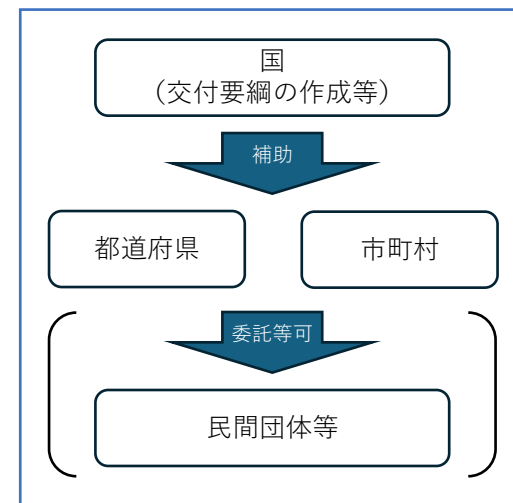 国
（交付要綱の作成等）
補助
都道府県
市町村
委託等可
民間団体等